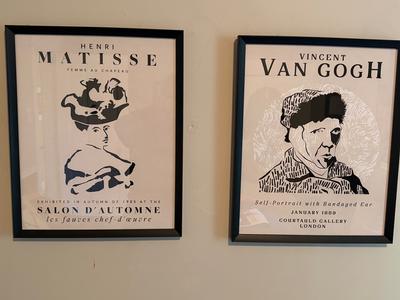 HENRI
MATISSE
FEMME AU CHAPEAU
EXHIBITED IN AUTUMN OF 1905 AT THE
SALON D'AUTOMNE
les fauves chef-d'œuvre
VINCENT
VAN GOGH
Self-Portrait with Bandaged Ear
JANUARY 1889
COURTAULD GALLERY
LONDON